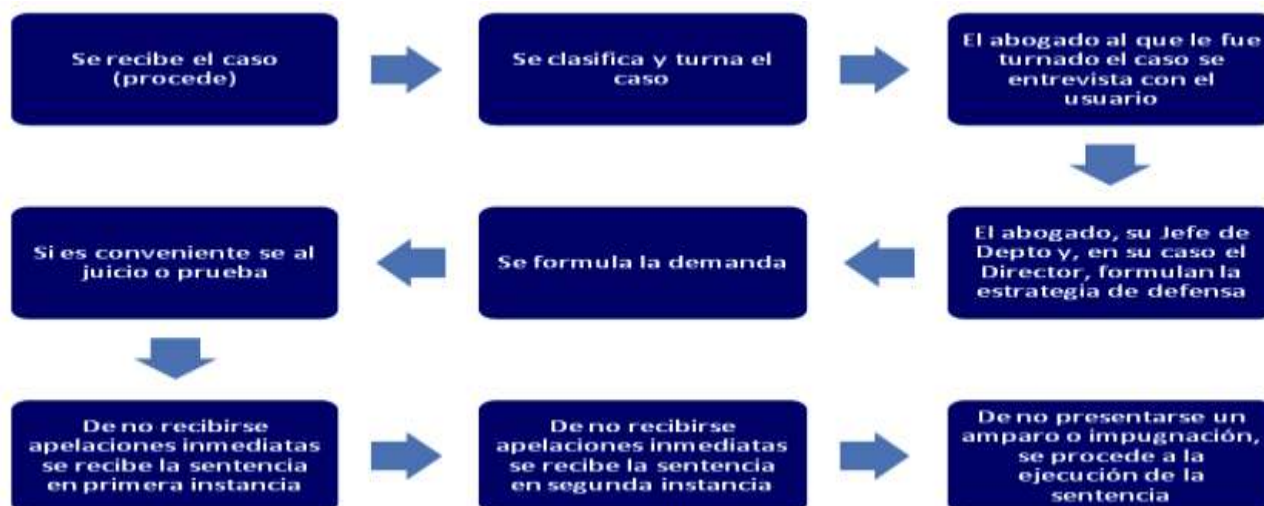 Se recibe el caso
(procede)
Se clasifica y turna el
caso
El abogado al que le fue
turnado el caso se
entrevista con el
usuario
El abogado, su Jefe de
Depto y, en su caso el
Director, formulan la
estrategia de defensa
Se formula la demanda
Si es conveniente se al
juicio o prueba
De no recibirse
apelaciones inmediatas
se recibe la sentencia
en primera instancia
De no recibirse
apelaciones inmediatas
se recibe la sentencia
en segunda instancia
De no presentarse un
amparo o impugnación,
se procede a la
ejecución de la
sentencia